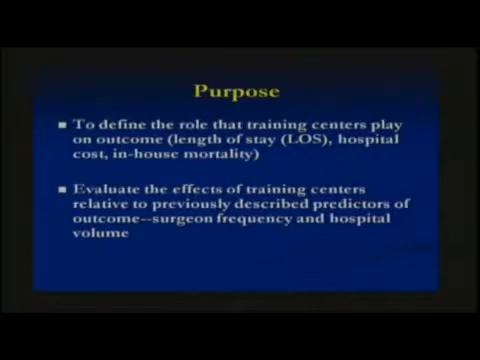 Purpose
To define the role that training centers play
on outcome (length of stay (LOS), hospital
cost, in-house mortality)
Evaluate the effects of training centers
relative to previously described predictors of
outcome--surgeon frequency and hospital
volume